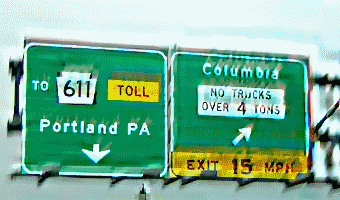 TO 611 TOLL
Portland PA
Columbia
NO TRUCKS
OVER 4 TONS
EXIT 15 MPH